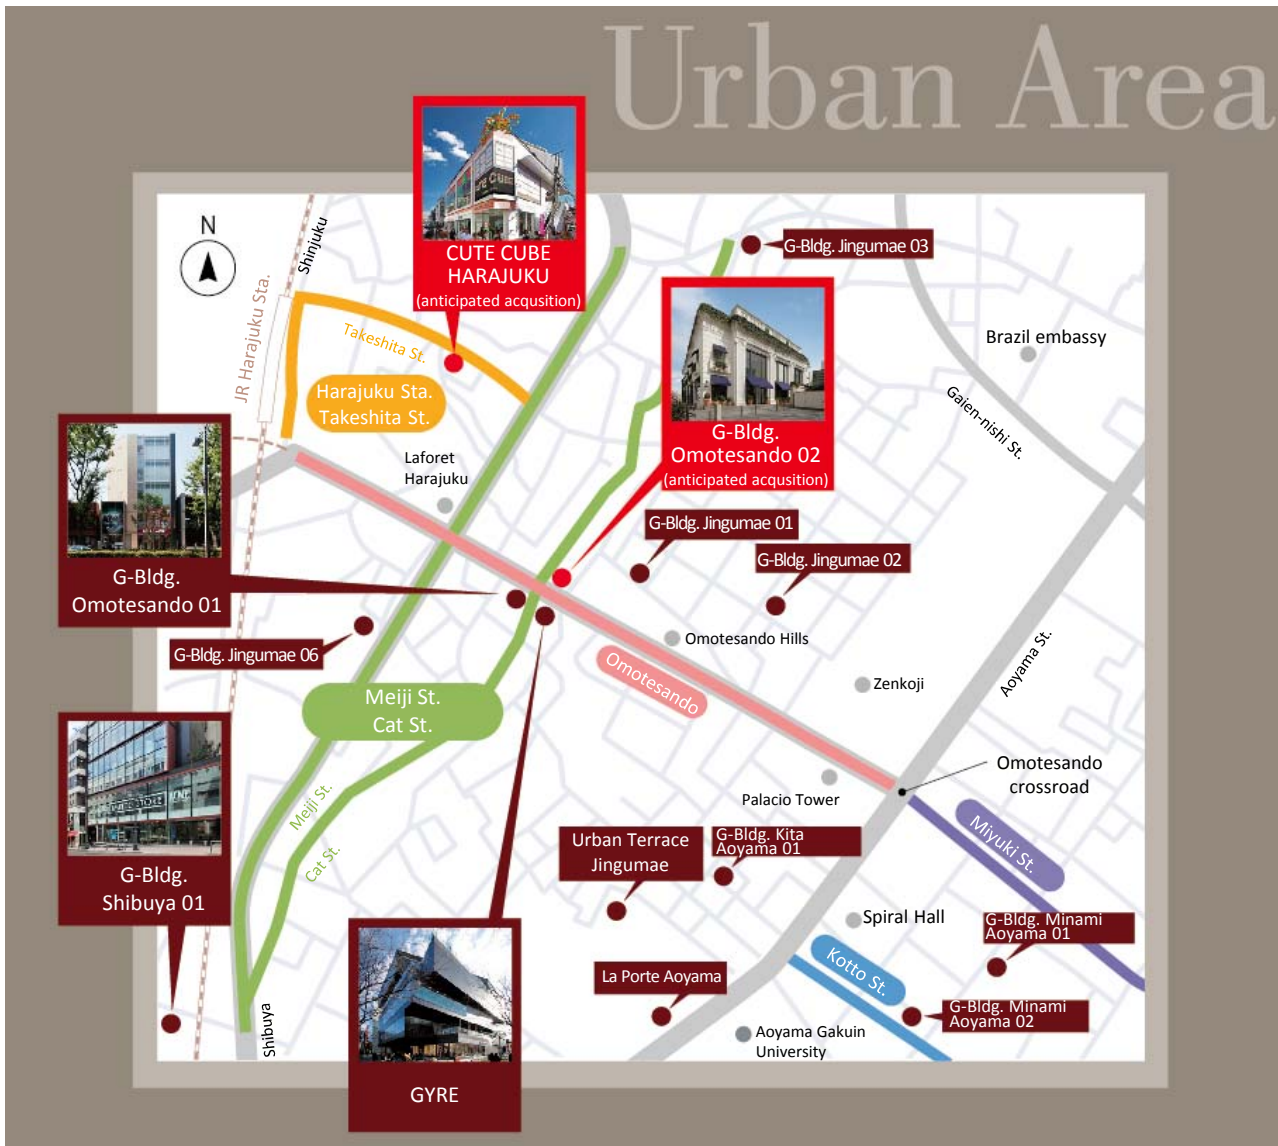 Urban Area
N
Shinjuku
JR Harajuku Sta.
CUTE CUBE
HARAJUKU
(anticipated acqusition)
G-Bldg. Jingumae 03
Takeshita St.
Harajuku Sta.
Takeshita St.
G-Bldg.
Omotesando 02
(anticipated acqusition)
Brazil embassy
Gaien-nishi St.
Laforet
Harajuku
G-Bldg. Jingumae 01
G-Bldg. Jingumae 02
G-Bldg.
Omotesando 01
G-Bldg. Jingumae 06
Omotesando Hills
Omotesando
Zenkoji
Aoyama St.
Meiji St.
Cat St.
Omotesando
crossroad
Palacio Tower
Meiji St.
Cat St.
Miyuki St.
Urban Terrace
Jingumae
G-Bldg. Kita
Aoyama 01
G-Bldg.
Shibuya 01
Spiral Hall
G-Bldg. Minami
Aoyama 01
Kotto St.
La Porte Aoyama
G-Bldg. Minami
Aoyama 02
Shibuya
Aoyama Gakuin
University
GYRE